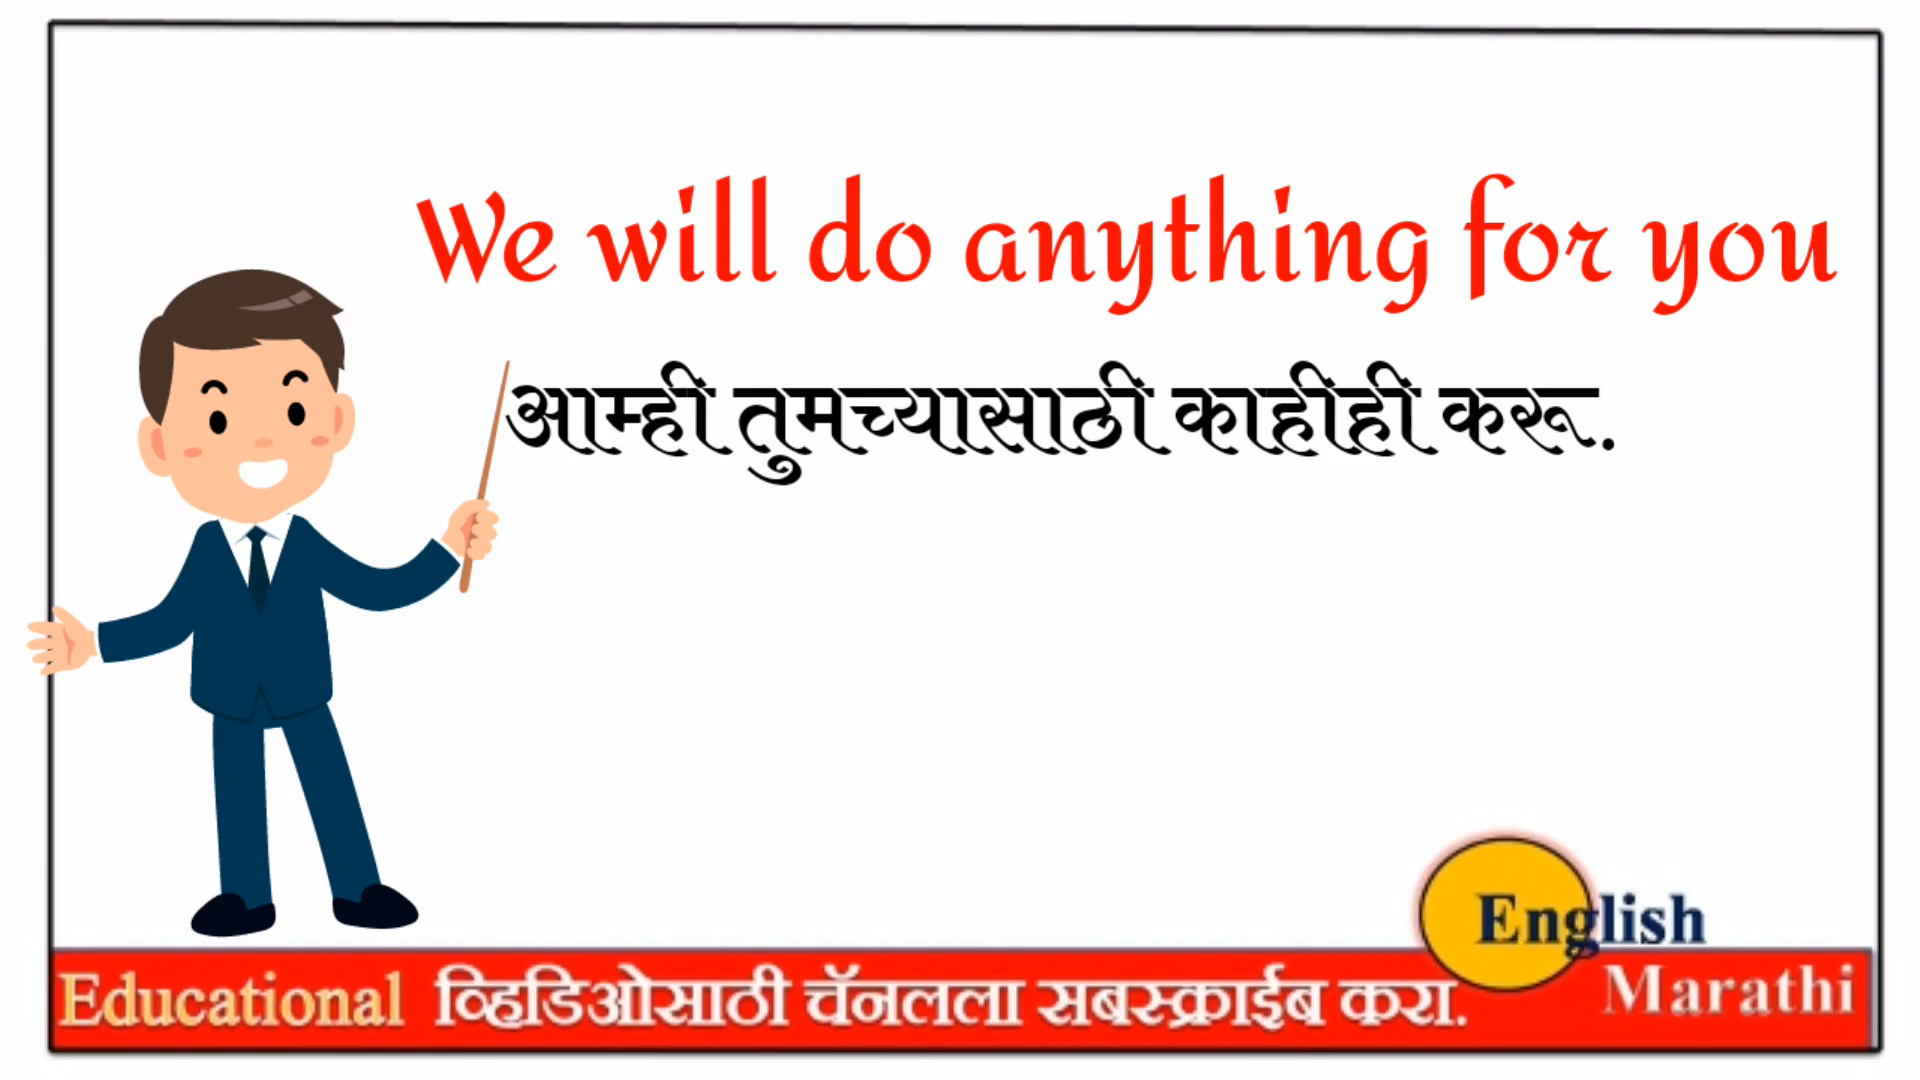 We will do anything for you
आम्ही तुमच्यासाठी काहीही करू.
English
Educational व्हिडिओसाठी चॅनलला सबस्क्राईब करा.
Marathi